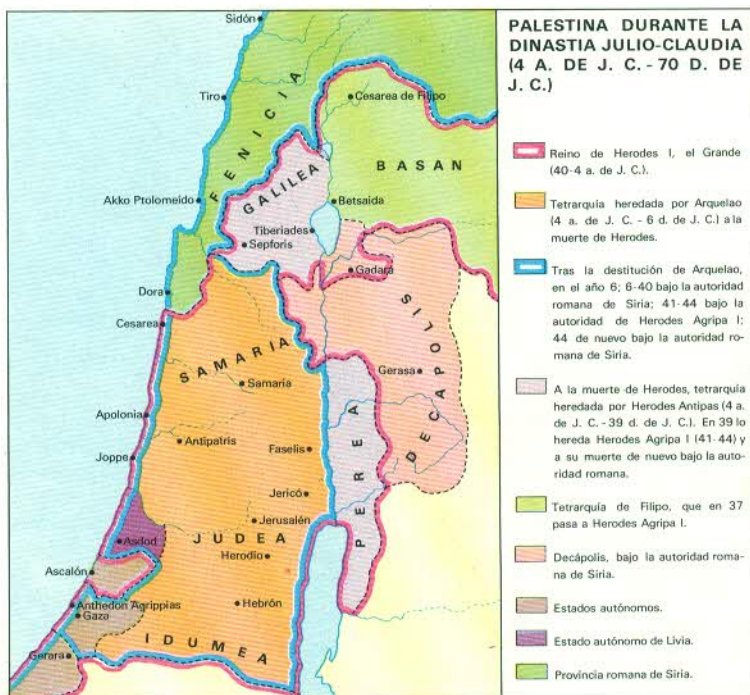 PALESTINA DURANTE LA
DINASTIA JULIO-CLAUDIA
(4 A. DE J. C. - 70 D. DE
J. C.)
Reino de Herodes I, el Grande
(40-4 a. de J. C.).
Tetrarquía heredada por Arquelao
(4 a. de J. C. - 6 d. de J. C.) a la
muerte de Herodes.
Tras la destitución de Arquelao,
en el año 6; 6-40 bajo la autoridad
romana de Siria; 41-44 bajo la
autoridad de Herodes Agripa I;
44 de nuevo bajo la autoridad ro-
mana de Siria.
A la muerte de Herodes, tetrarquía
heredada por Herodes Antipas (4 a.
de J. C. - 39 d. de J. C.). En 39 lo
hereda Herodes Agripa I (41-44) y
a su muerte de nuevo bajo la auto-
ridad romana.
Tetrarquía de Filipo, que en 37
pasa a Herodes Agripa I.
Decápolis, bajo la autoridad roma-
na de Siria.
Estados autónomos.
Estado autónomo de Livia.
Provincia romana de Siria.
Sidón
Tiro
Cesarea de Filipo
FENICIA
BASAN
GALILEA
Akko Ptolomeido
Betsaida
Tiberiades
Sepforis
Gadara
Dora
Cesarea
DECAPOLIS
SAMARIA
Gerasa
Samaria
PEREA
Apolonia
Antipatris
Faselis
Joppe
Jericó
Jerusalén
Asdod
JUDEA
Herodio
Ascalón
Anthedon Agrippias
Gaza
Hebrón
IDUMEA
Gerara